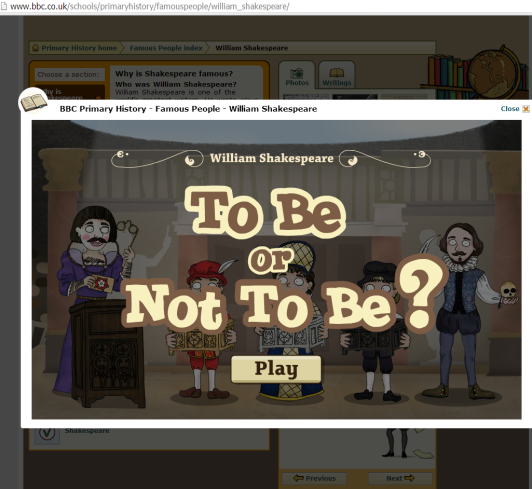 www.bbc.co.uk/schools/primaryhistory/famouspeople/william_shakespeare/
Primary History home
Famous People index
William Shakespeare
Choose a section:
Why is Shakespeare famous?
Photos
Writings
Who was William Shakespeare?
William Shakespeare is one of the
BBC Primary History - Famous People - William Shakespeare
Close
William Shakespeare
To Be
or
Not To Be?
Play
Shakespeare
Previous
Next